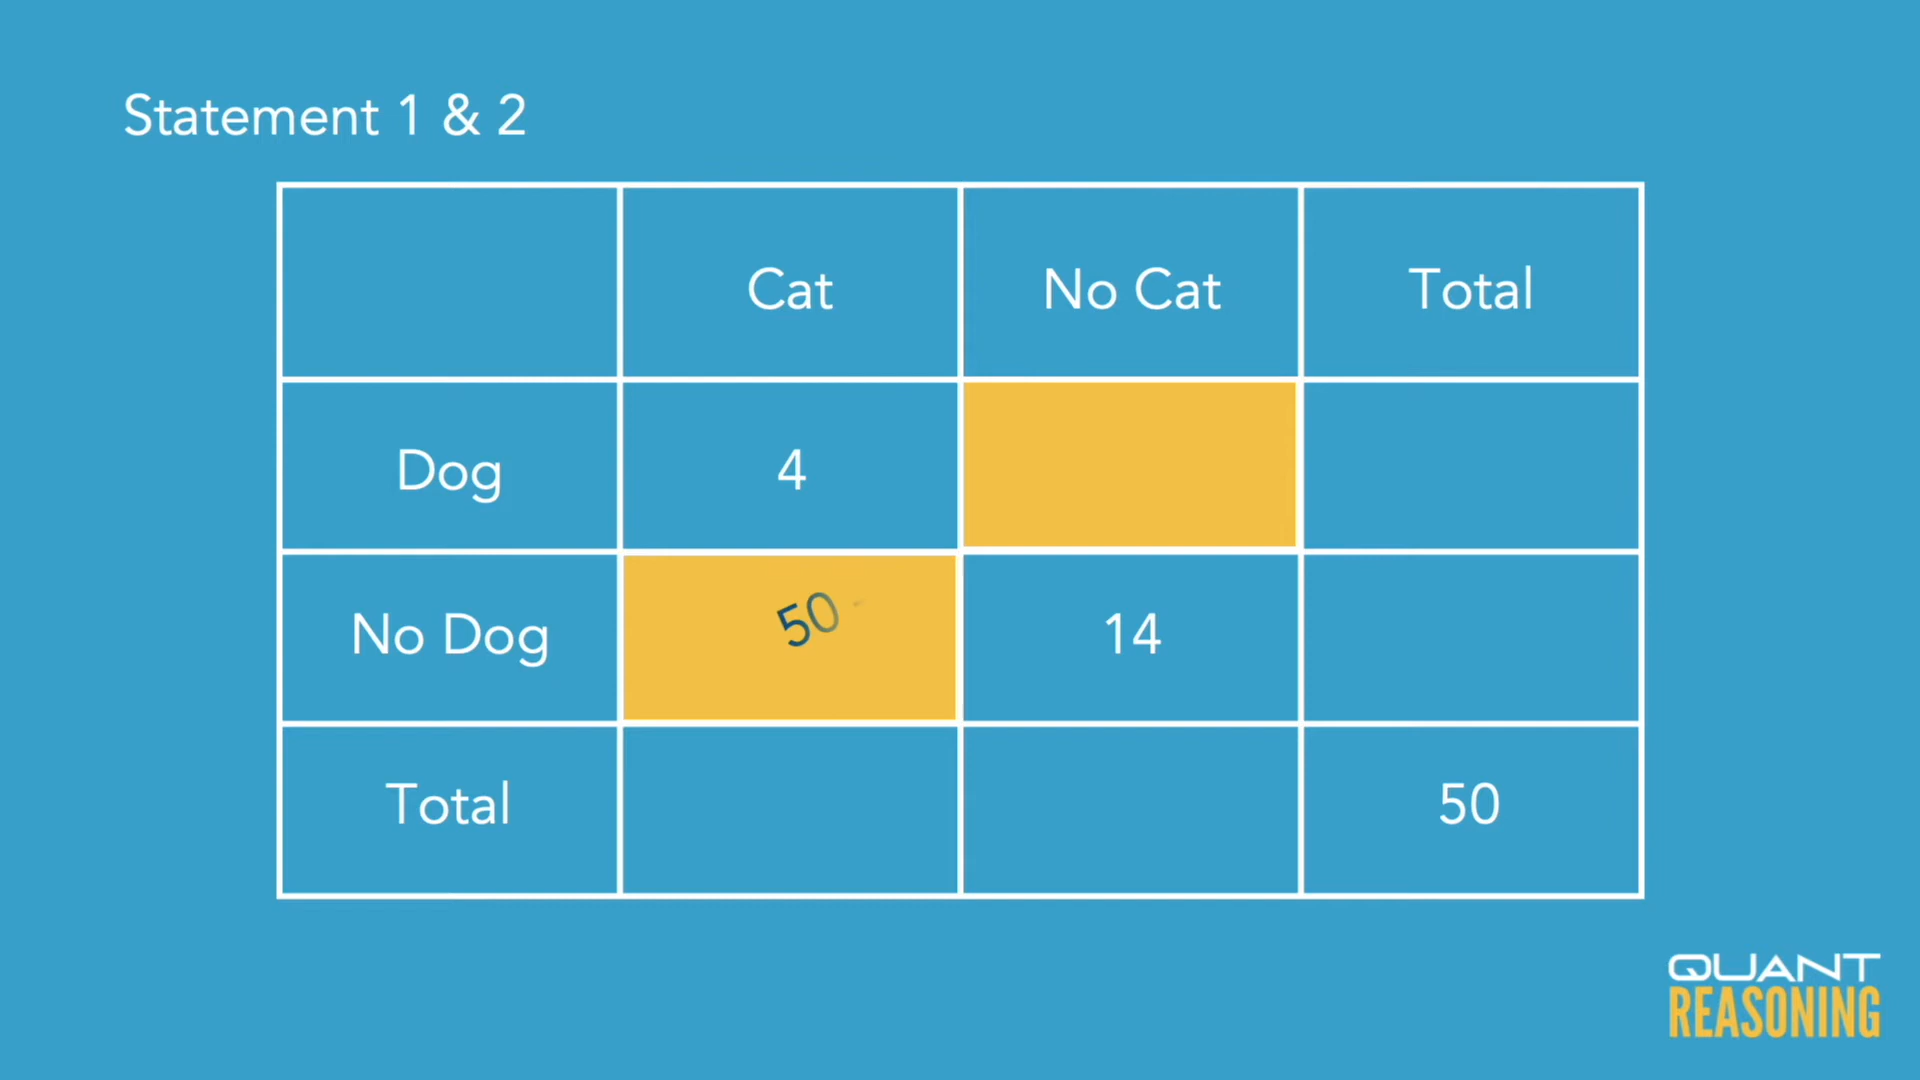 Statement 1 & 2
Cat No Cat Total
Dog 4
No Dog 50 14
Total 50
QUANT
REASONING